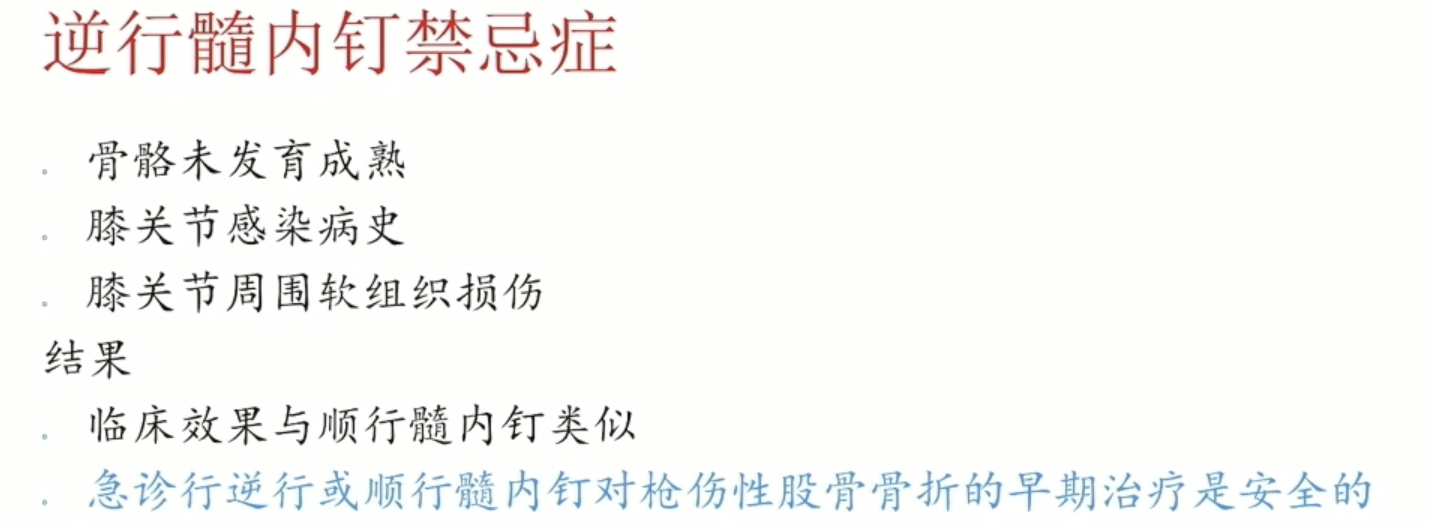 逆行髓内钉禁忌症
。骨骼未发育成熟
。膝关节感染病史
。膝关节周围软组织损伤
结果
。临床效果与顺行髓内钉类似
。急诊行逆行或顺行髓内钉对枪伤性股骨骨折的早期治疗是安全的